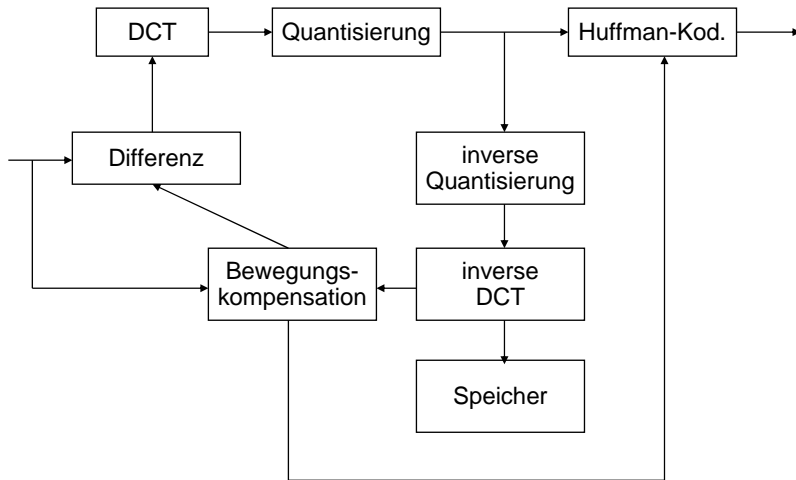 DCT
Quantisierung
Huffman-Kod.
Differenz
inverse
Quantisierung
Bewegungs-
kompensation
inverse
DCT
Speicher